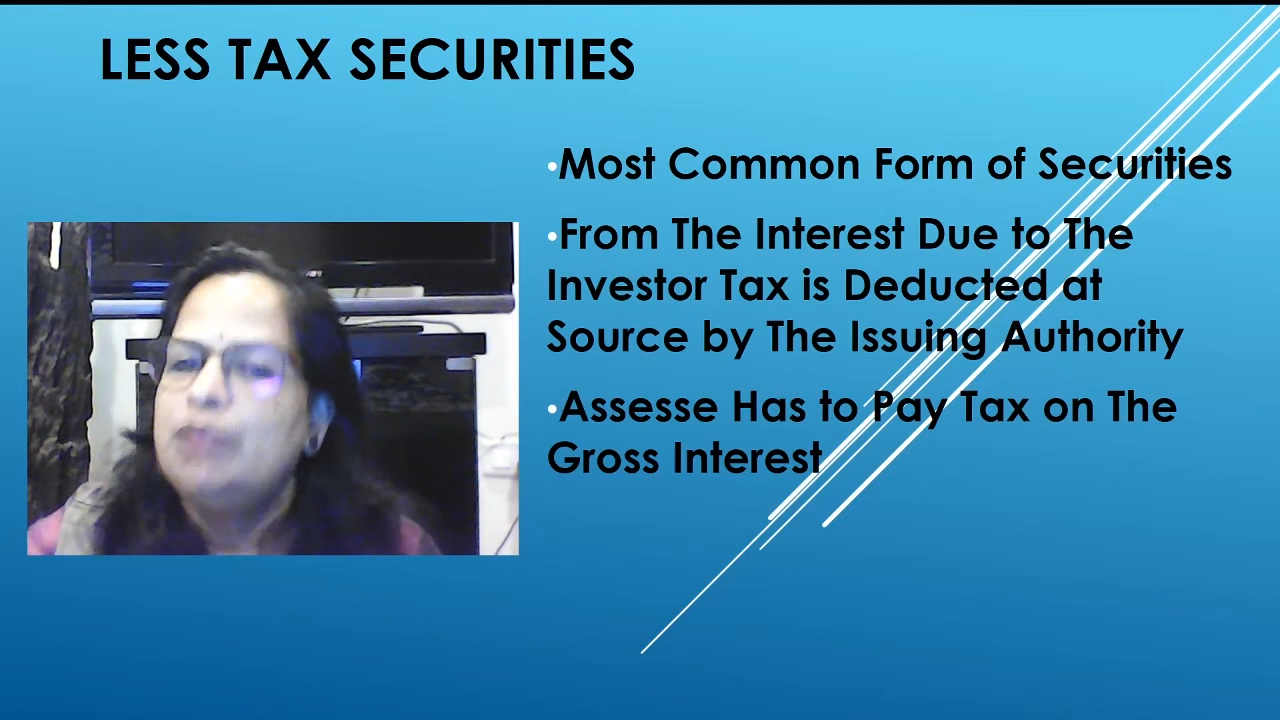 LESS TAX SECURITIES
•Most Common Form of Securities
•From The Interest Due to The
Investor Tax is Deducted at
Source by The Issuing Authority
•Assesse Has to Pay Tax on The
Gross Interest